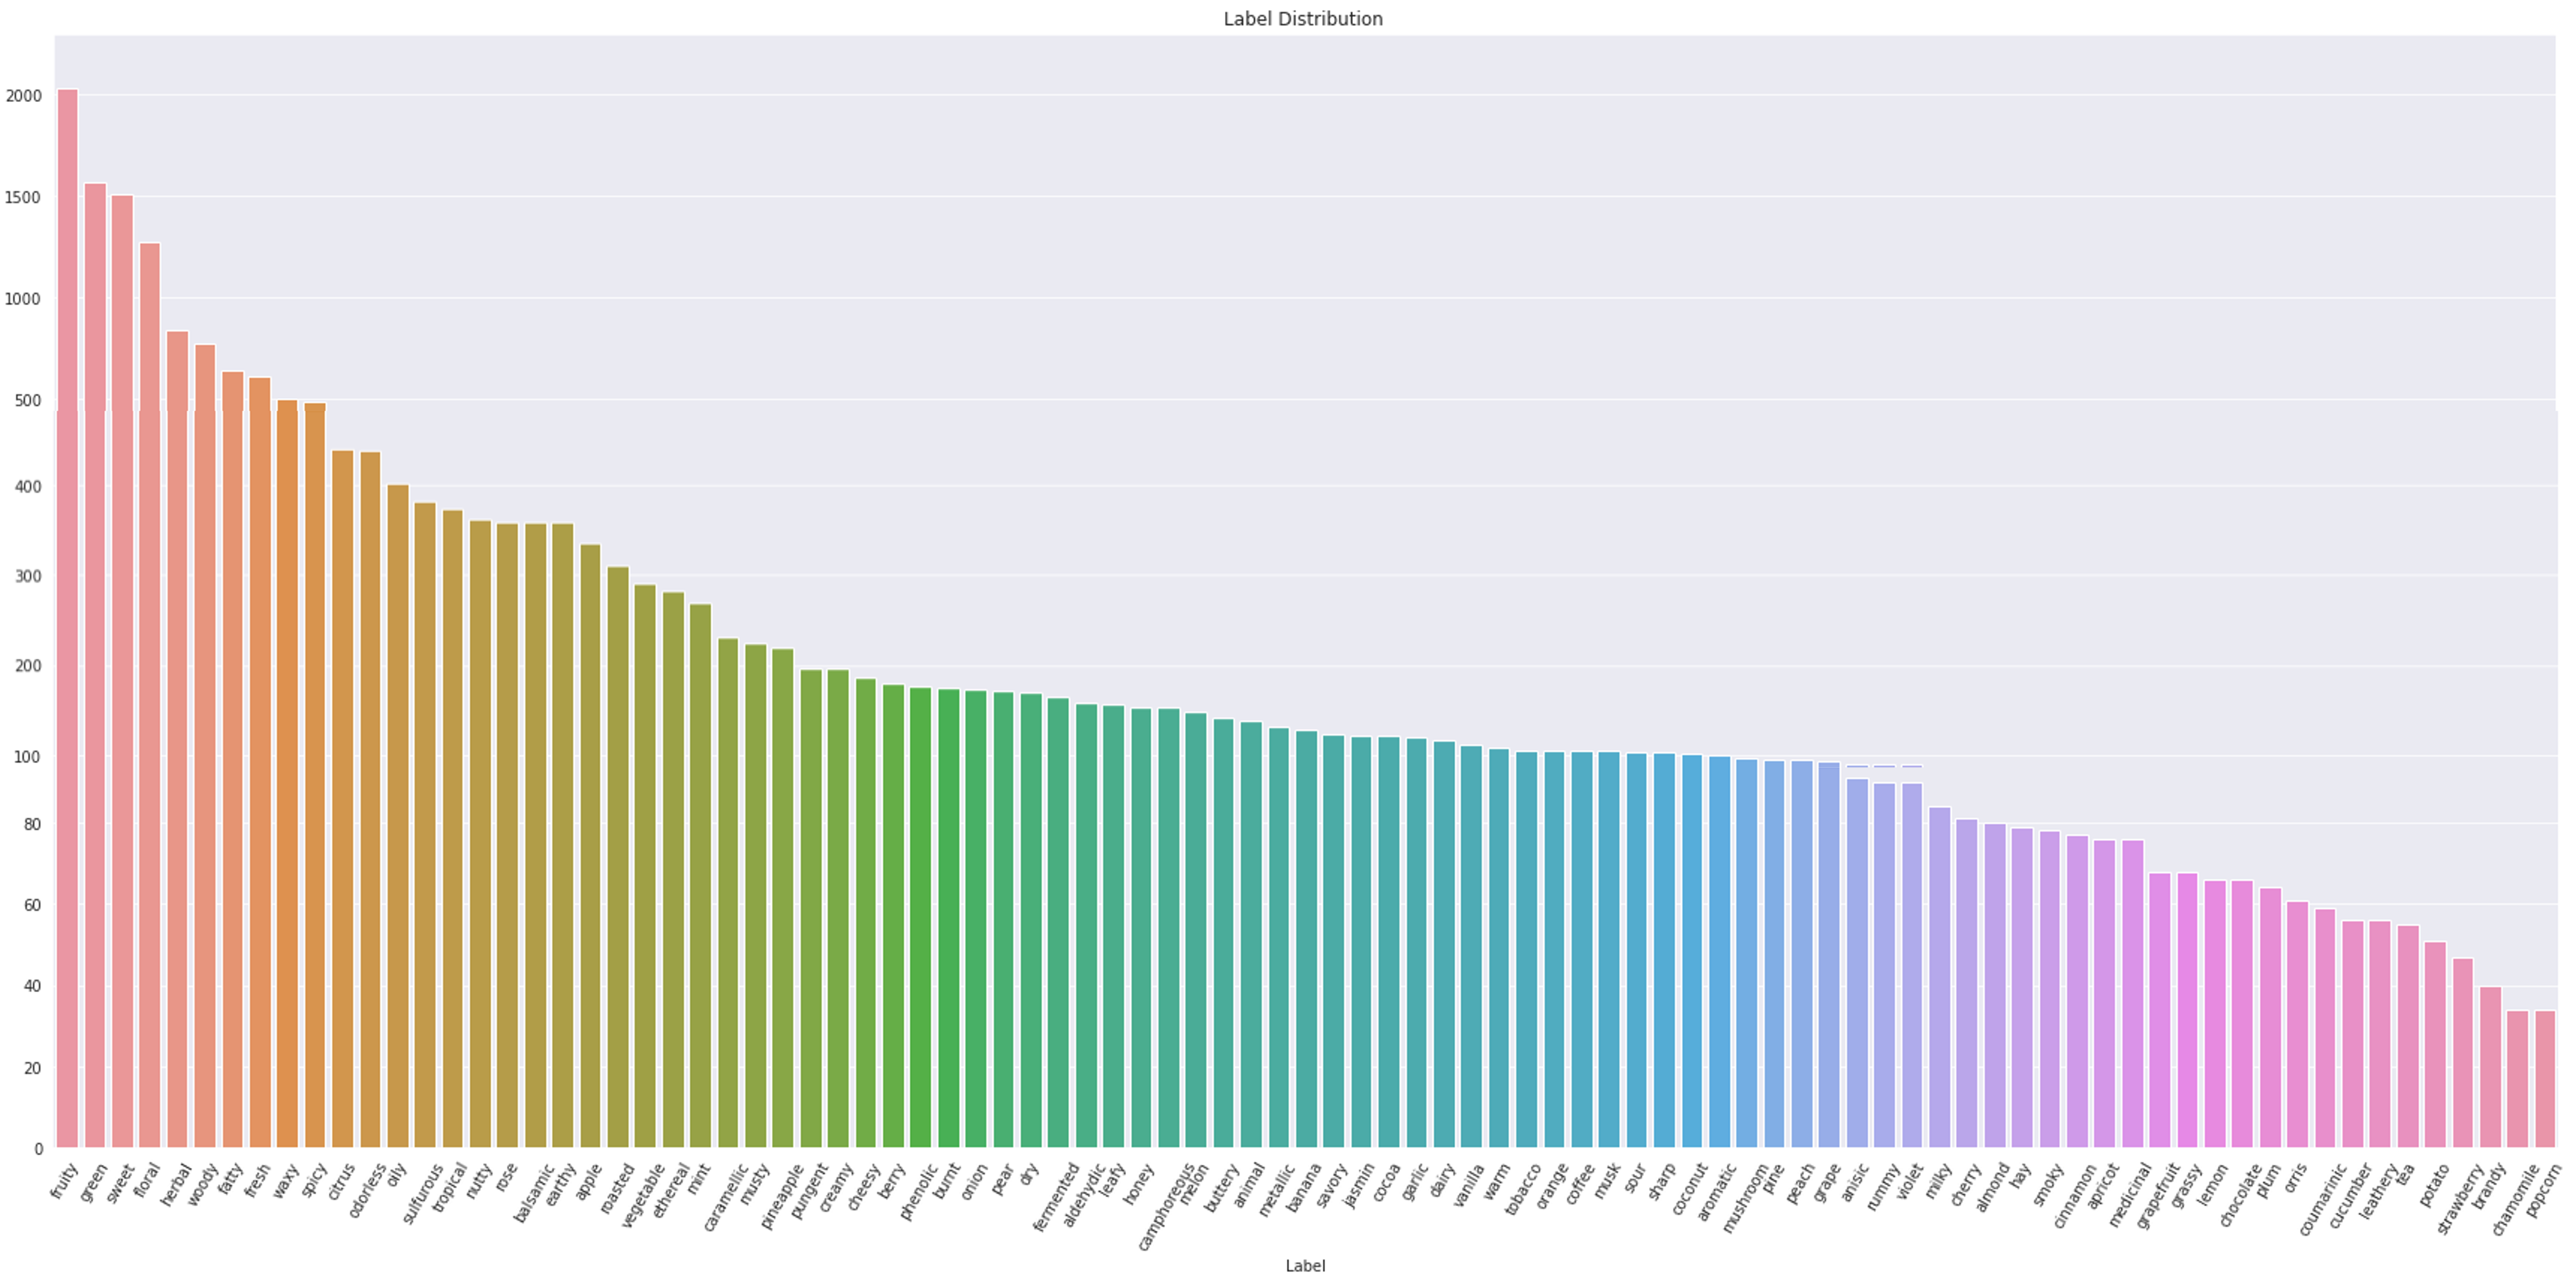 Label Distribution
2000
1500
1000
500
400
300
200
100
80
60
40
20
0
fruity
green
sweet
floral
herbal
woody
fatty
fresh
waxy
spicy
citrus
odorless
oily
sulfurous
tropical
nutty
rose
balsamic
earthy
apple
roasted
vegetable
ethereal
mint
caramellic
musty
pineapple
pungent
creamy
cheesy
berry
phenolic
burnt
onion
pear
dry
fermented
aldehydic
leafy
honey
camphoreous
melon
buttery
animal
metallic
banana
savory
jasmin
cocoa
garlic
dairy
vanilla
warm
tobacco
orange
coffee
musk
sour
sharp
coconut
aromatic
mushroom
pine
peach
grape
anisic
rummy
violet
milky
cherry
almond
hay
smoky
cinnamon
apricot
medicinal
grapefruit
grassy
lemon
chocolate
plum
orris
coumarinic
cucumber
leathery
tea
potato
strawberry
brandy
chamomile
popcorn
Label